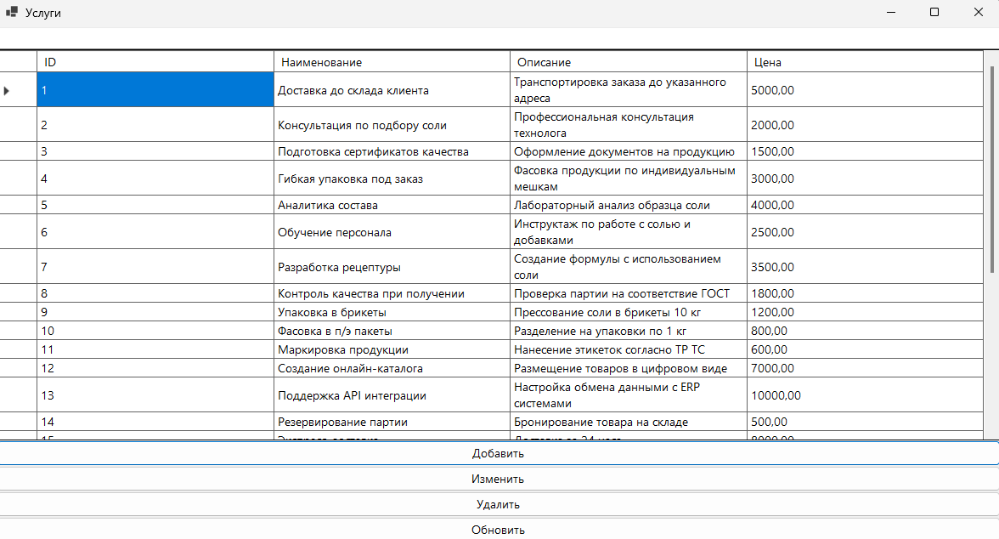 Услуги
ID Наименование Описание Цена
1 Доставка до склада клиента Транспортировка заказа до указанного адреса 5000,00
2 Консультация по подбору соли Профессиональная консультация технолога 2000,00
3 Подготовка сертификатов качества Оформление документов на продукцию 1500,00
4 Гибкая упаковка под заказ Фасовка продукции по индивидуальным мешкам 3000,00
5 Аналитика состава Лабораторный анализ образца соли 4000,00
6 Обучение персонала Инструктаж по работе с солью и добавками 2500,00
7 Разработка рецептуры Создание формулы с использованием соли 3500,00
8 Контроль качества при получении Проверка партии на соответствие ГОСТ 1800,00
9 Упаковка в брикеты Прессование соли в брикеты 10 кг 1200,00
10 Фасовка в п/э пакеты Разделение на упаковки по 1 кг 800,00
11 Маркировка продукции Нанесение этикеток согласно ТР ТС 600,00
12 Создание онлайн-каталога Размещение товаров в цифровом виде 7000,00
13 Поддержка API интеграции Настройка обмена данными с ERP системами 10000,00
14 Резервирование партии Бронирование товара на складе 500,00
Добавить
Изменить
Удалить
Обновить